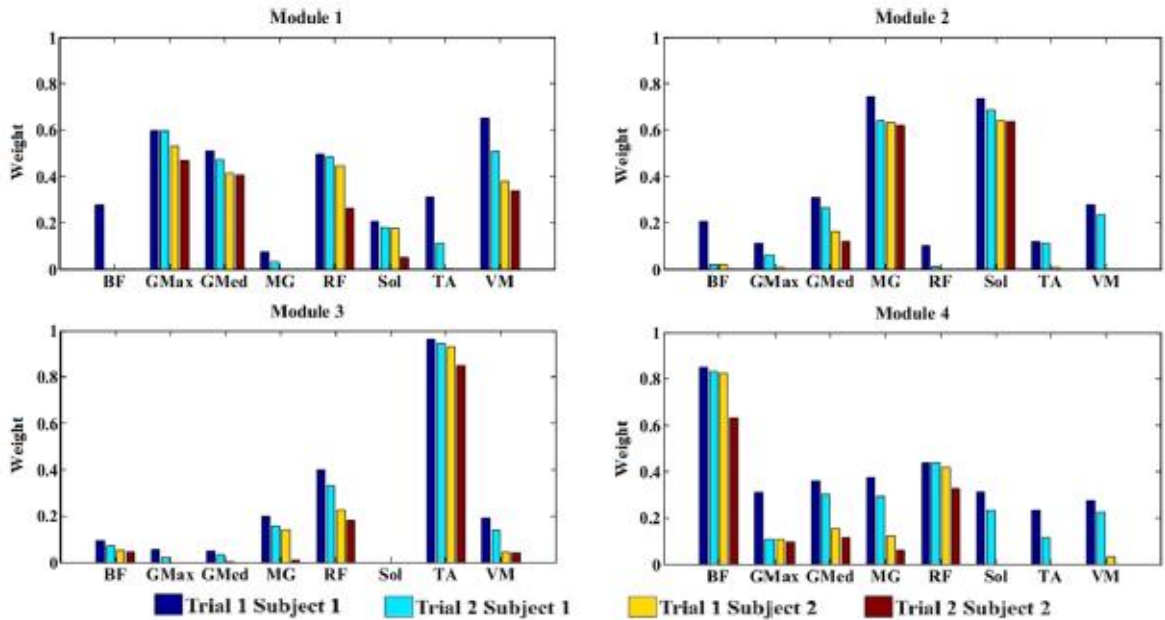 Module 1
Weight
1
0.8
0.6
0.4
0.2
0
BF GMax GMed MG RF Sol TA VM
Module 2
Weight
1
0.8
0.6
0.4
0.2
0
BF GMax GMed MG RF Sol TA VM
Module 3
Weight
1
0.8
0.6
0.4
0.2
0
BF GMax GMed MG RF Sol TA VM
Module 4
Weight
1
0.8
0.6
0.4
0.2
0
BF GMax GMed MG RF Sol TA VM
Trial 1 Subject 1 Trial 2 Subject 1 Trial 1 Subject 2 Trial 2 Subject 2